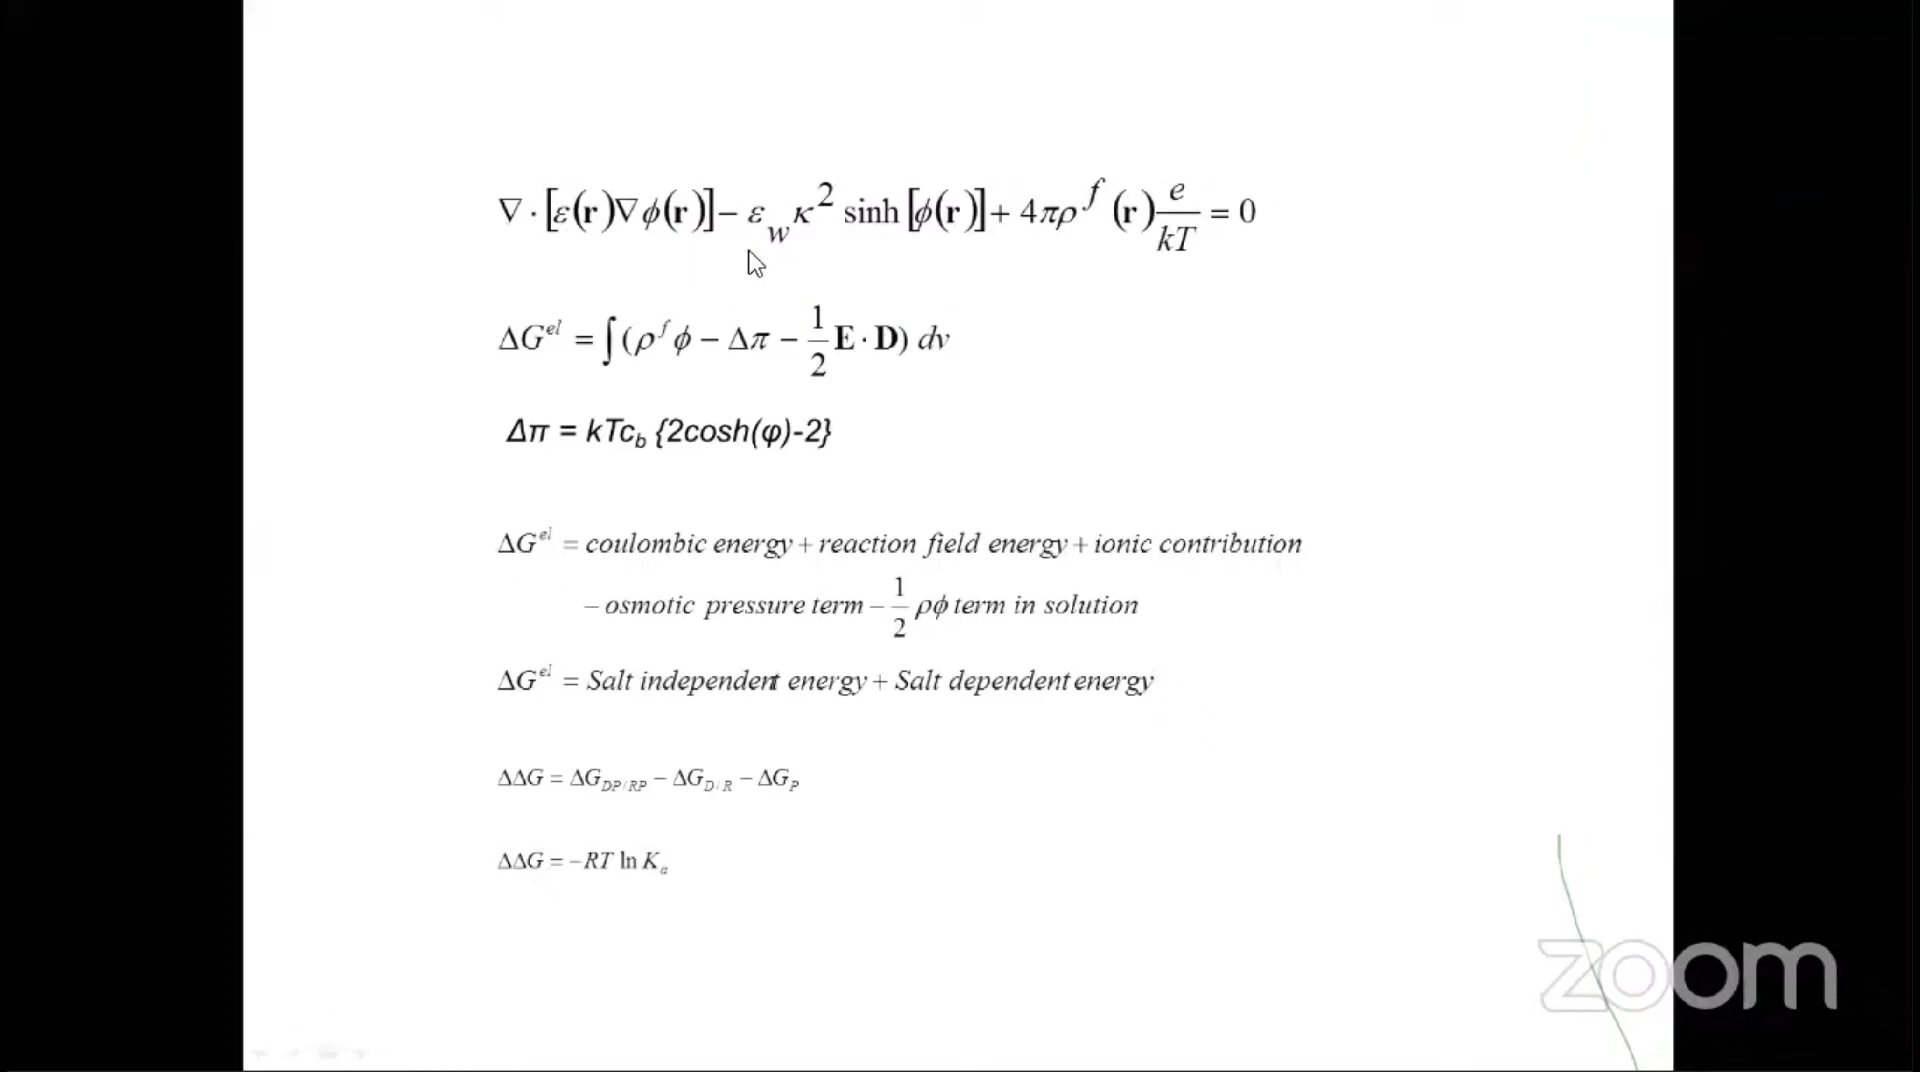 ∇ · [ε(r)∇ϕ(r)] − ε_w κ² sinh [ϕ(r)] + 4πρ^f (r) e/kT = 0
ΔG^el = ∫(ρ^f ϕ − Δπ − 1/2 E · D) dv
Δπ = kTc_b {2cosh(φ)-2}
ΔG^el = coulombic energy + reaction field energy + ionic contribution
− osmotic pressure term − 1/2 ρϕ term in solution
ΔG^el = Salt independent energy + Salt dependent energy
ΔΔG = ΔG_DP/RP − ΔG_D/R − ΔG_P
ΔΔG = −RT ln K_a
zoom